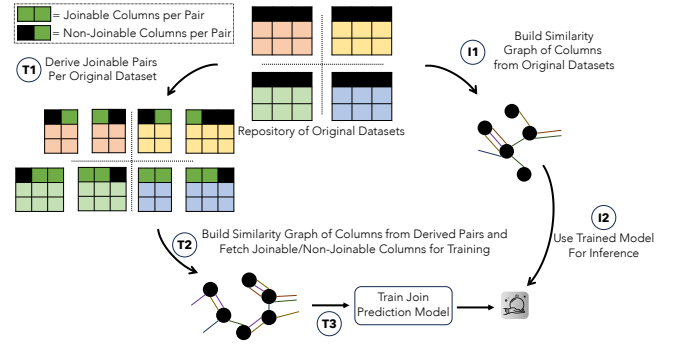 = Joinable Columns per Pair
= Non-Joinable Columns per Pair
T1
Derive Joinable Pairs
Per Original Dataset
Repository of Original Datasets
I1
Build Similarity
Graph of Columns
from Original Datasets
T2
Build Similarity Graph of Columns from Derived Pairs and
Fetch Joinable/Non-Joinable Columns for Training
I2
Use Trained Model
For Inference
T3
Train Join
Prediction Model